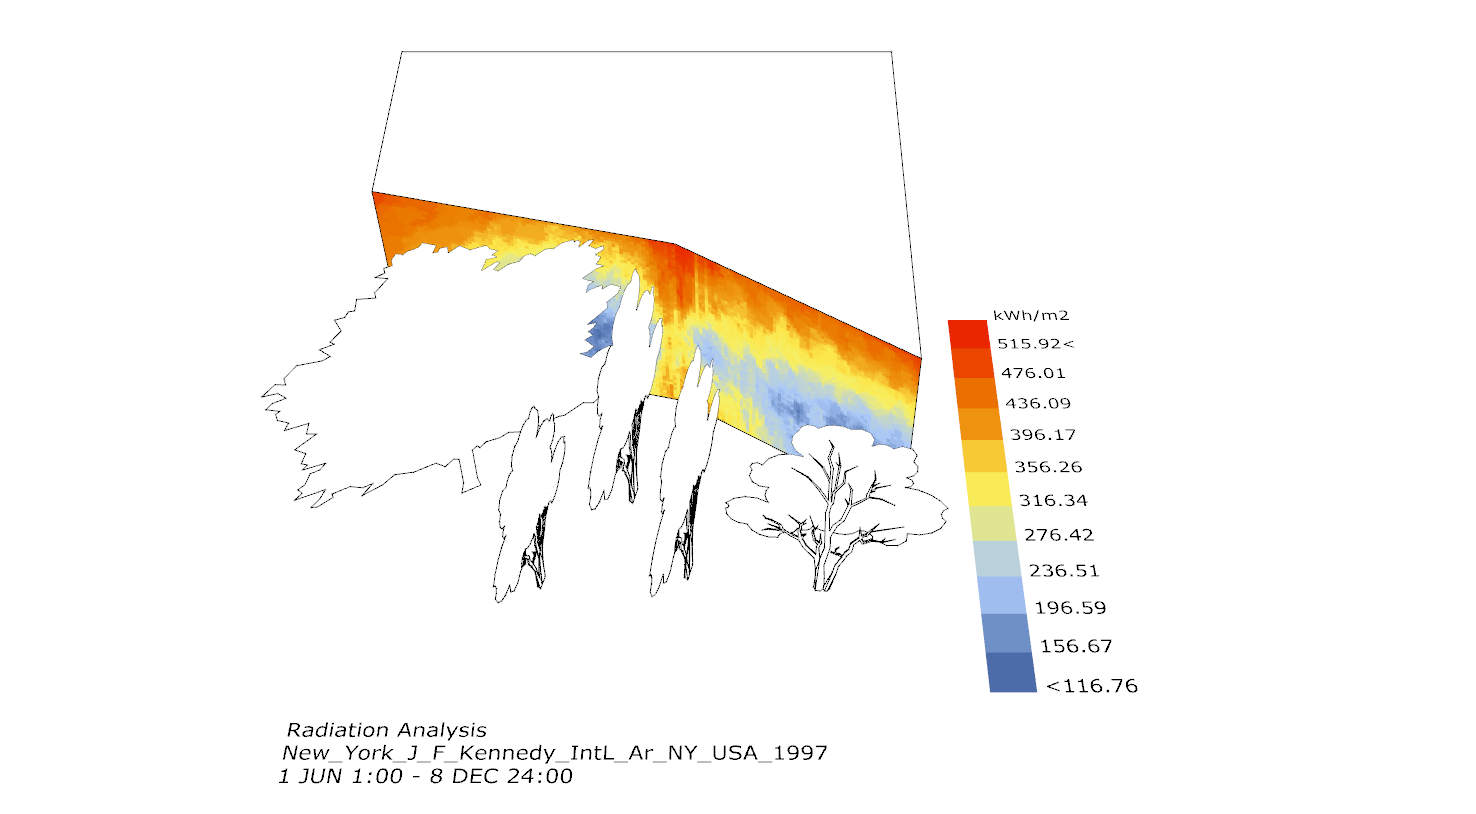 kWh/m2
515.92<
476.01
436.09
396.17
356.26
316.34
276.42
236.51
196.59
156.67
<116.76
Radiation Analysis
New_York_J_F_Kennedy_IntL_Ar_NY_USA_1997
1 JUN 1:00 - 8 DEC 24:00